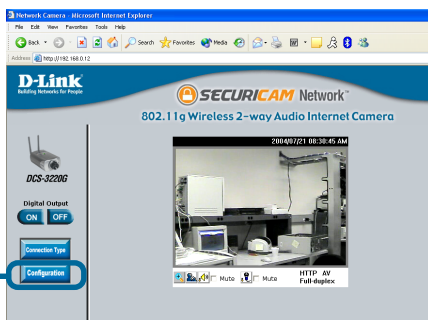 Network Camera - Microsoft Internet Explorer
File Edit View Favorites Tools Help
Back Search Favorites Media
Address http://192.168.0.12
D-Link
Building Networks for People
SECURICAM Network™
802.11g Wireless 2-way Audio Internet Camera
2004/07/21 08:38:45 AM
DCS-3220G
Digital Output
ON OFF
Connection Type
Configuration
Mute Mute HTTP AV
Full-duplex